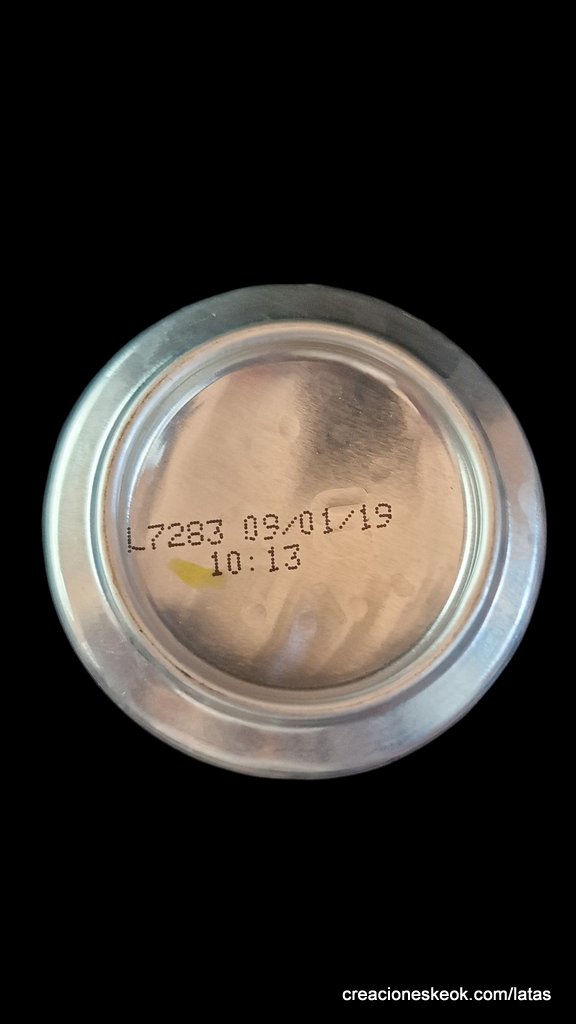 L7283 09/01/19
10:13
creacioneskeok.com/latas